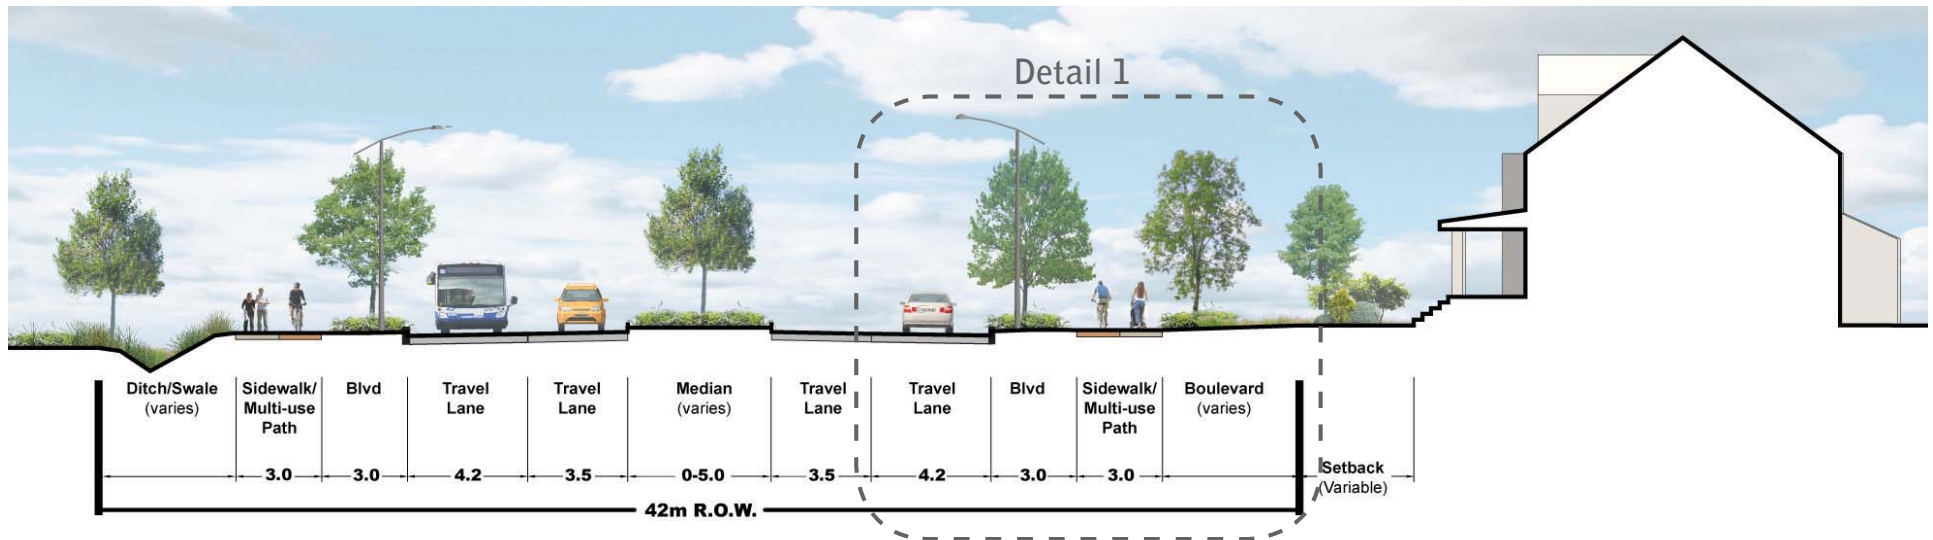 Detail 1
Ditch/Swale
(varies)
Sidewalk/
Multi-use
Path
Blvd
Travel
Lane
Travel
Lane
Median
(varies)
Travel
Lane
Travel
Lane
Blvd
Sidewalk/
Multi-use
Path
Boulevard
(varies)
3.0
3.0
4.2
3.5
0-5.0
3.5
4.2
3.0
3.0
Setback
(Variable)
42m R.O.W.